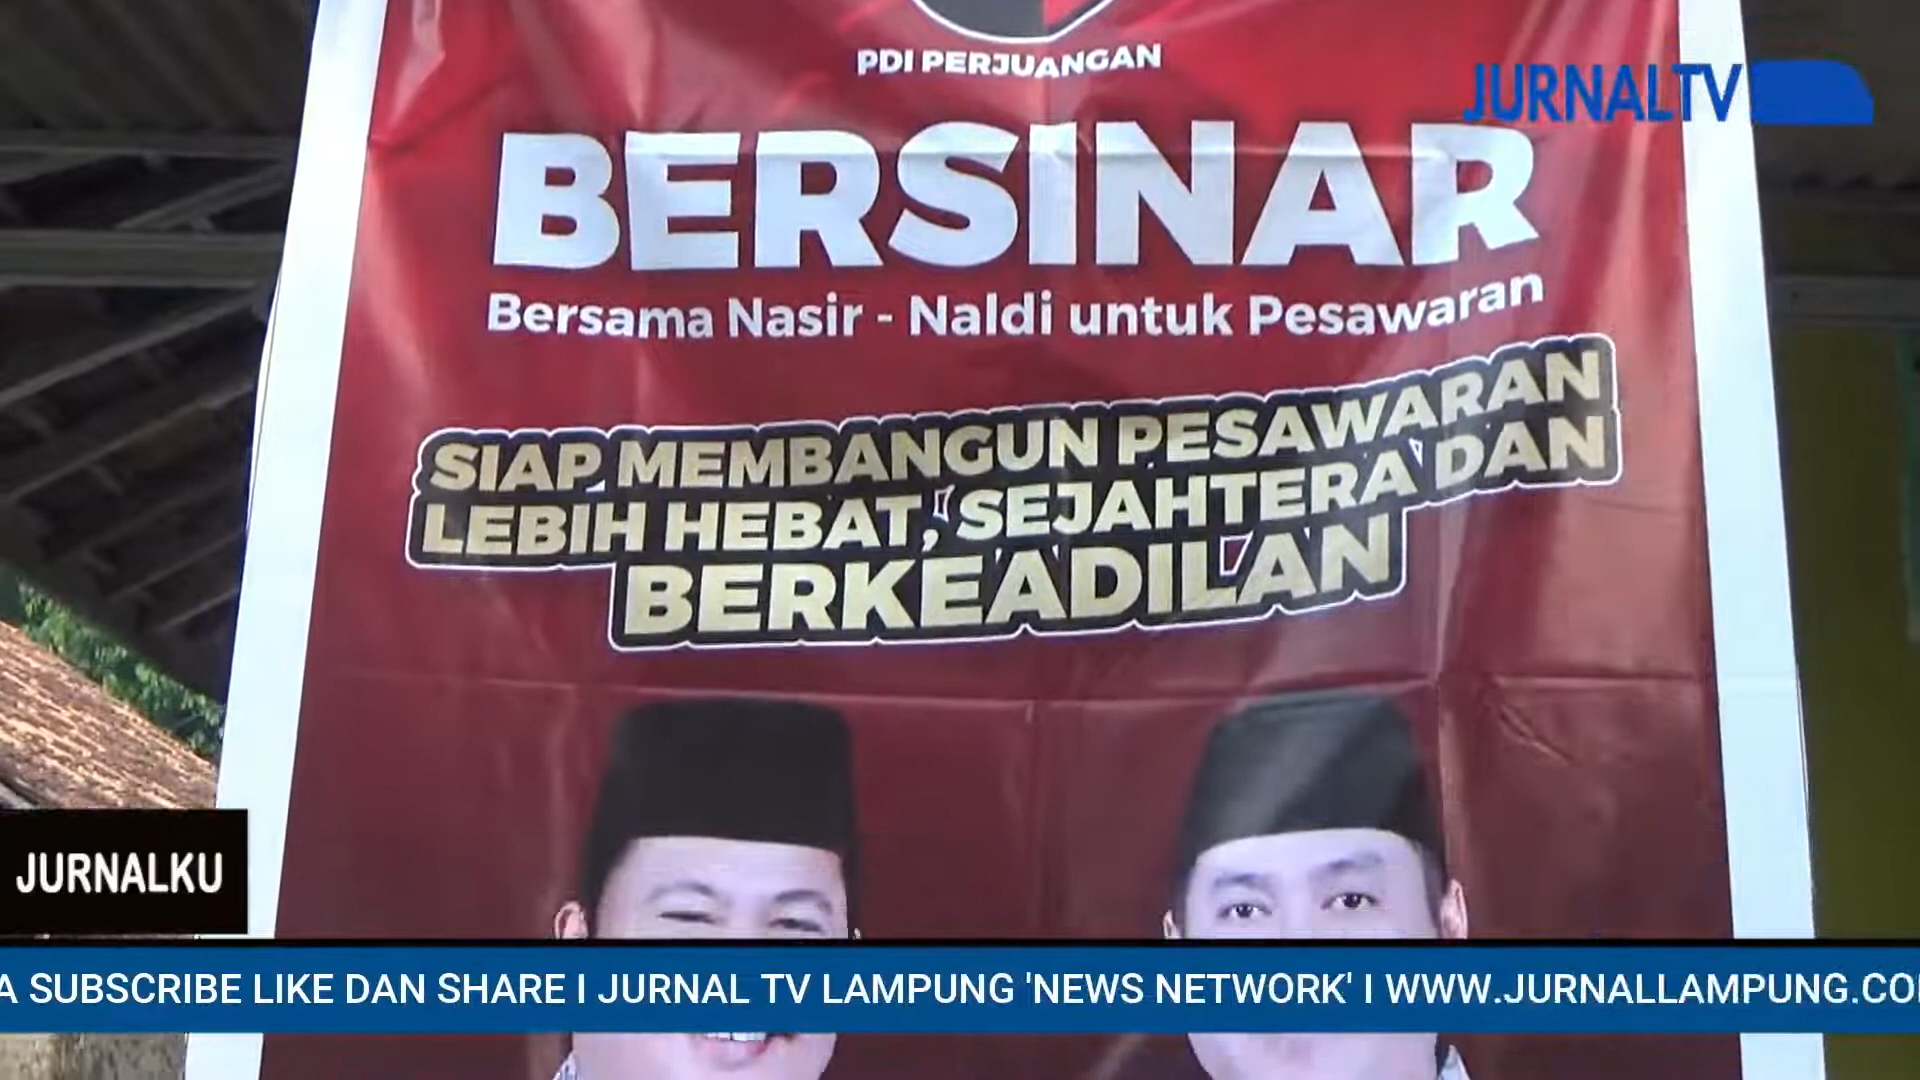 PDI PERJUANGAN
JURNALTV
BERSINAR
Bersama Nasir - Naldi untuk Pesawaran
SIAP MEMBANGUN PESAWARAN
LEBIH HEBAT, SEJAHTERA DAN
BERKEADILAN
JURNALKU
A SUBSCRIBE LIKE DAN SHARE I JURNAL TV LAMPUNG 'NEWS NETWORK' I WWW.JURNALLAMPUNG.CO